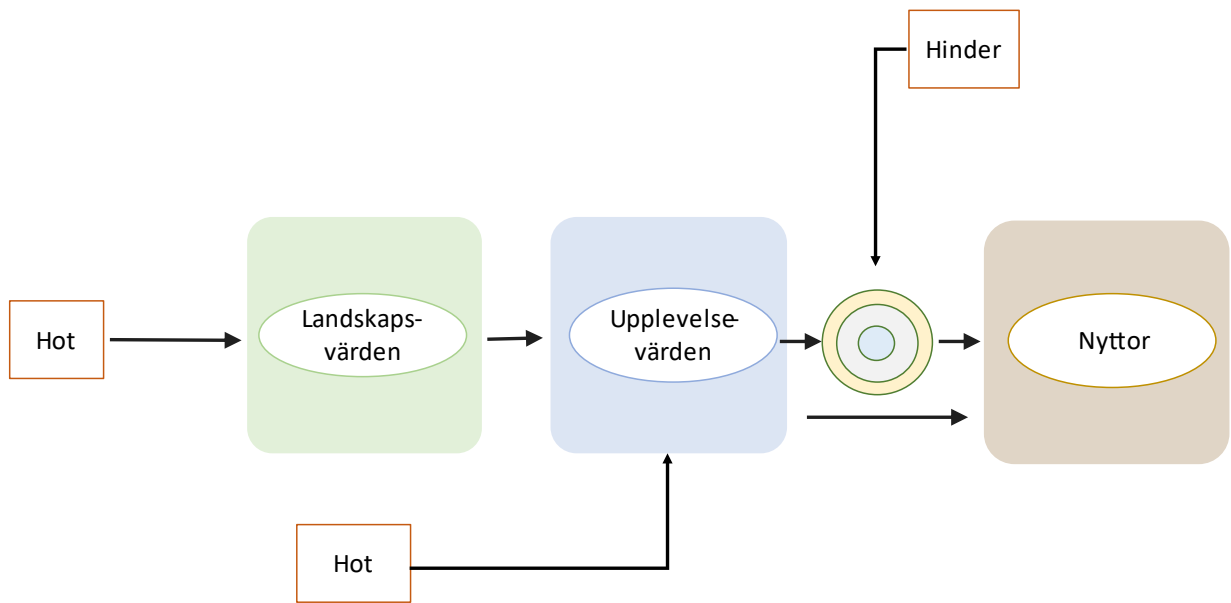 Hinder
Hot
Landskaps-
värden
Upplevelse-
värden
Nyttor
Hot